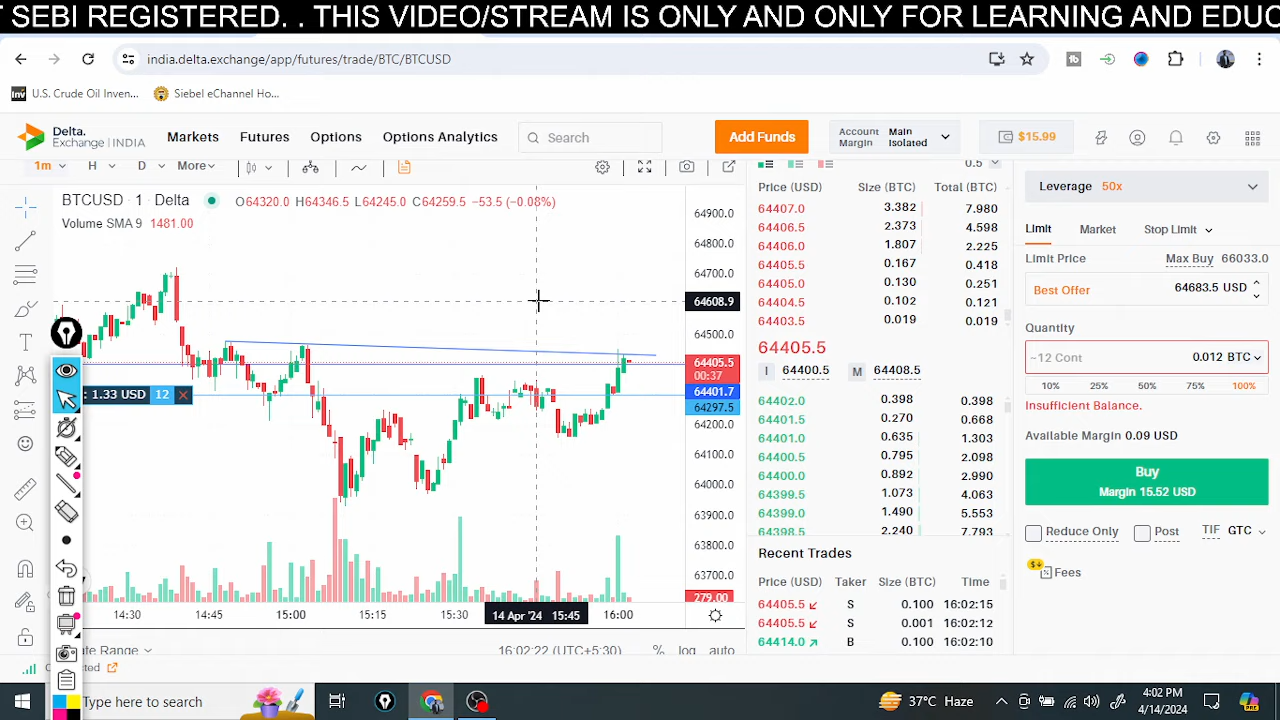 T SEBI REGISTERED. . THIS VIDEO/STREAM IS ONLY AND ONLY FOR LEARNING AND EDUC
india.delta.exchange/app/futures/trade/BTC/BTCUSD
U.S. Crude Oil Inven...
Siebel eChannel Ho...
Delta. Exchange | INDIA
Markets
Futures
Options
Options Analytics
Search
Add Funds
Account Margin
Main Isolated
$15.99
1m
H
D
More
BTCUSD · 1 · Delta
O64320.0 H64346.5 L64245.0 C64259.5 −53.5 (−0.08%)
Volume SMA 9 1481.00
64900.0
64800.0
64700.0
64608.9
64500.0
64405.5
00:37
64401.7
64297.5
64200.0
64100.0
64000.0
63900.0
63800.0
63700.0
279.00
: 1.33 USD 12
14:30
14:45
15:00
15:15
15:30
14 Apr '24 15:45
16:00
ate Range
16:02:22 (UTC+5:30)
%
log
auto
0.5
Price (USD) Size (BTC) Total (BTC)
64407.0 3.382 7.980
64406.5 2.373 4.598
64406.0 1.807 2.225
64405.5 0.167 0.418
64405.0 0.130 0.251
64404.5 0.102 0.121
64403.5 0.019 0.019
64405.5
I 64400.5 M 64408.5
64402.0 0.398 0.398
64401.5 0.270 0.668
64401.0 0.635 1.303
64400.5 0.795 2.098
64400.0 0.892 2.990
64399.5 1.073 4.063
64399.0 1.490 5.553
64398.5 2.240 7.793
Recent Trades
Price (USD) Taker Size (BTC) Time
64405.5 S 0.100 16:02:15
64405.5 S 0.001 16:02:12
64414.0 B 0.100 16:02:10
Leverage 50x
Limit
Market
Stop Limit
Limit Price
Max Buy 66033.0
Best Offer
64683.5 USD
Quantity
~12 Cont
0.012 BTC
10% 25% 50% 75% 100%
Insufficient Balance.
Available Margin 0.09 USD
Buy
Margin 15.52 USD
Reduce Only
Post
TIF GTC
Fees
Type here to search
37°C Haze
4:02 PM
4/14/2024